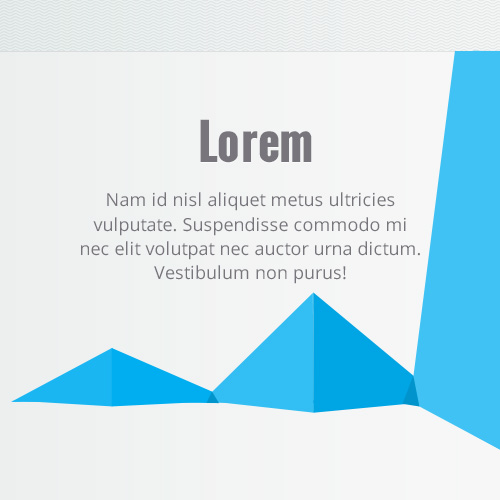 Lorem
Nam id nisl aliquet metus ultricies
vulputate. Suspendisse commodo mi
nec elit volutpat nec auctor urna dictum.
Vestibulum non purus!